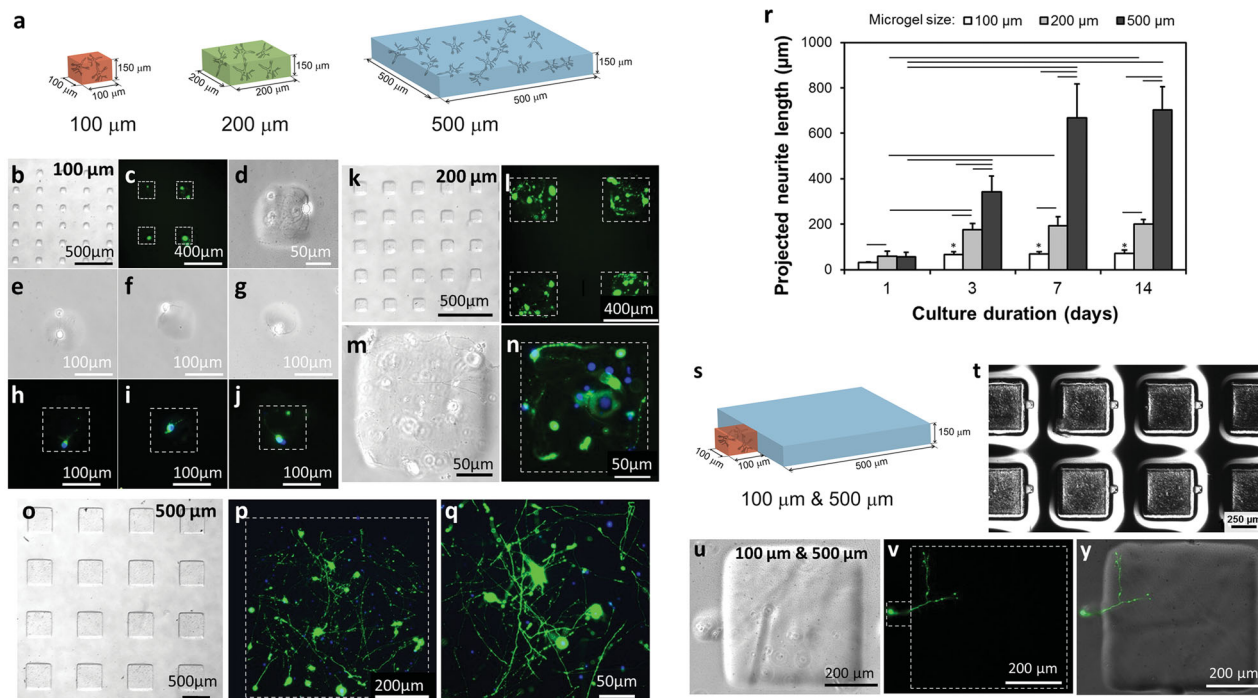 a
150 μm
100 μm
100 μm
100 μm
150 μm
200 μm
200 μm
200 μm
150 μm
500 μm
500 μm
500 μm
b
100 μm
500μm
c
400μm
d
50μm
e
100μm
f
100μm
g
100μm
h
100μm
i
100μm
j
100μm
k
200 μm
500μm
l
400μm
m
50μm
n
50μm
o
500 μm
500μm
p
200μm
q
50μm
r
Microgel size: 100 μm 200 μm 500 μm
Projected neurite length (μm)
1000
800
600
400
200
0
* * *
1 3 7 14
Culture duration (days)
s
150 μm
100 μm
100 μm
500 μm
100 μm & 500 μm
t
250 μm
u
100 μm & 500 μm
200 μm
v
200 μm
y
200 μm